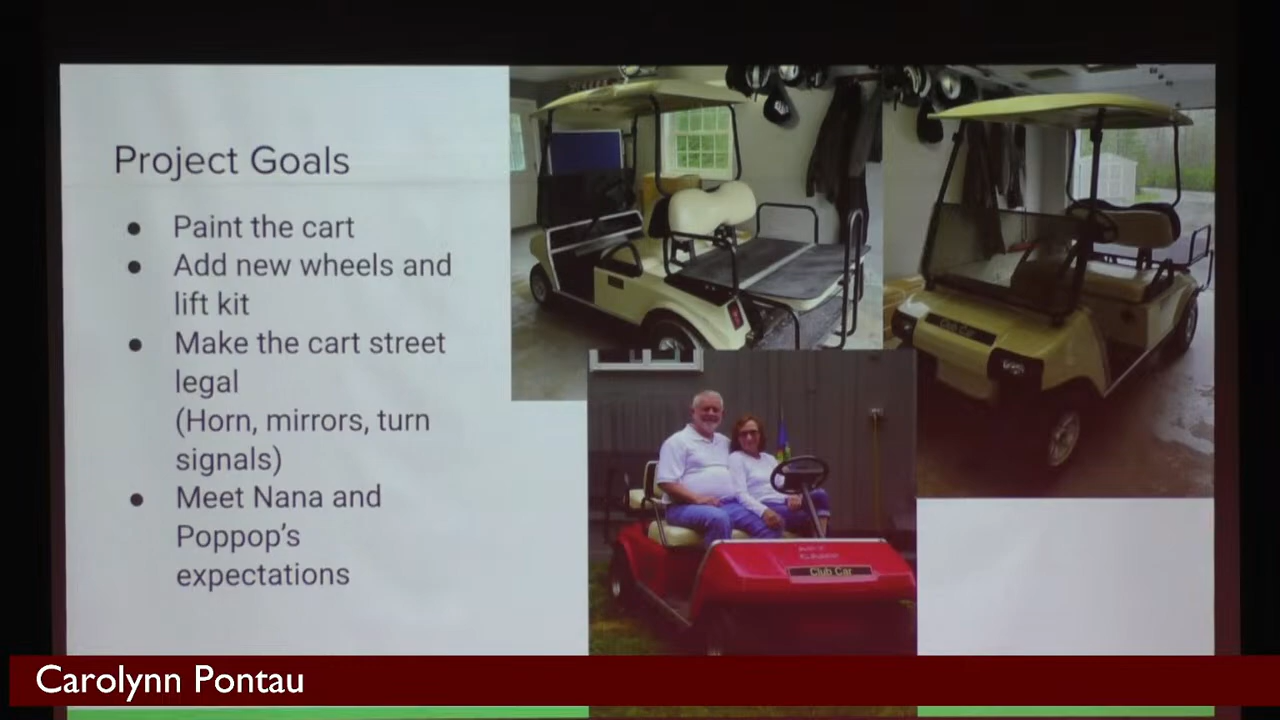 Project Goals
● Paint the cart
● Add new wheels and
lift kit
● Make the cart street
legal
(Horn, mirrors, turn
signals)
● Meet Nana and
Poppop's
expectations
Club Car
Club Car
Carolynn Pontau